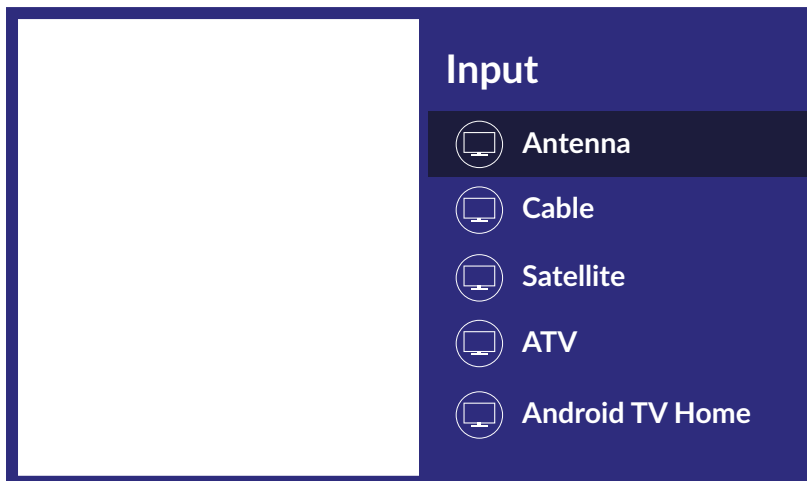 Input
Antenna
Cable
Satellite
ATV
Android TV Home